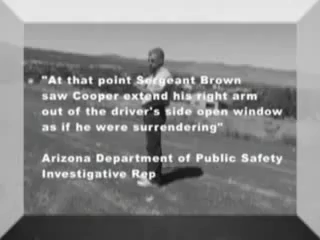 "At that point Sergeant Brown
saw Cooper extend his right arm
out of the driver's side open window
as if he were surrendering"
Arizona Department of Public Safety
Investigative Rep